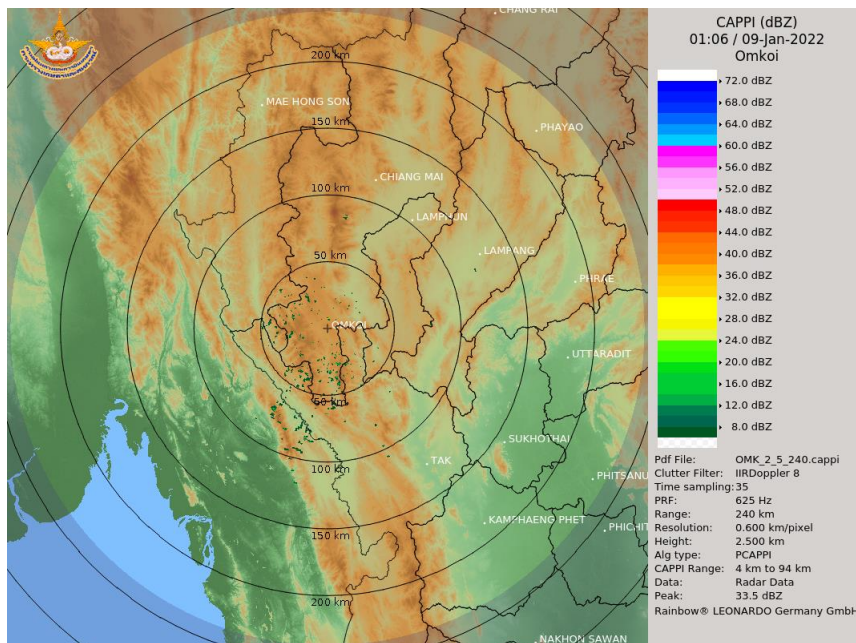 CAPPI (dBZ)
01:06 / 09-Jan-2022
Omkoi
72.0 dBZ
68.0 dBZ
64.0 dBZ
60.0 dBZ
56.0 dBZ
52.0 dBZ
48.0 dBZ
44.0 dBZ
40.0 dBZ
36.0 dBZ
32.0 dBZ
28.0 dBZ
24.0 dBZ
20.0 dBZ
16.0 dBZ
12.0 dBZ
8.0 dBZ
Pdf File: OMK_2_5_240.cappi
Clutter Filter: IIRDoppler 8
Time sampling:35
PRF: 625 Hz
Range: 240 km
Resolution: 0.600 km/pixel
Height: 2.500 km
Alg type: PCAPPI
CAPPI Range: 4 km to 94 km
Data: Radar Data
Peak: 33.5 dBZ
Rainbow® LEONARDO Germany GmbH
CHANG RAI
200 km
MAE HONG SON
150 km
PHAYAO
CHIANG MAI
100 km
LAMPHUN
LAMPANG
50 km
PHRAE
OMKOI
UTTARADIT
50 km
SUKHOTHAI
TAK
100 km
PHITSANU
KAMPHAENG PHET
PHICHIT
150 km
200 km
NAKHON SAWAN